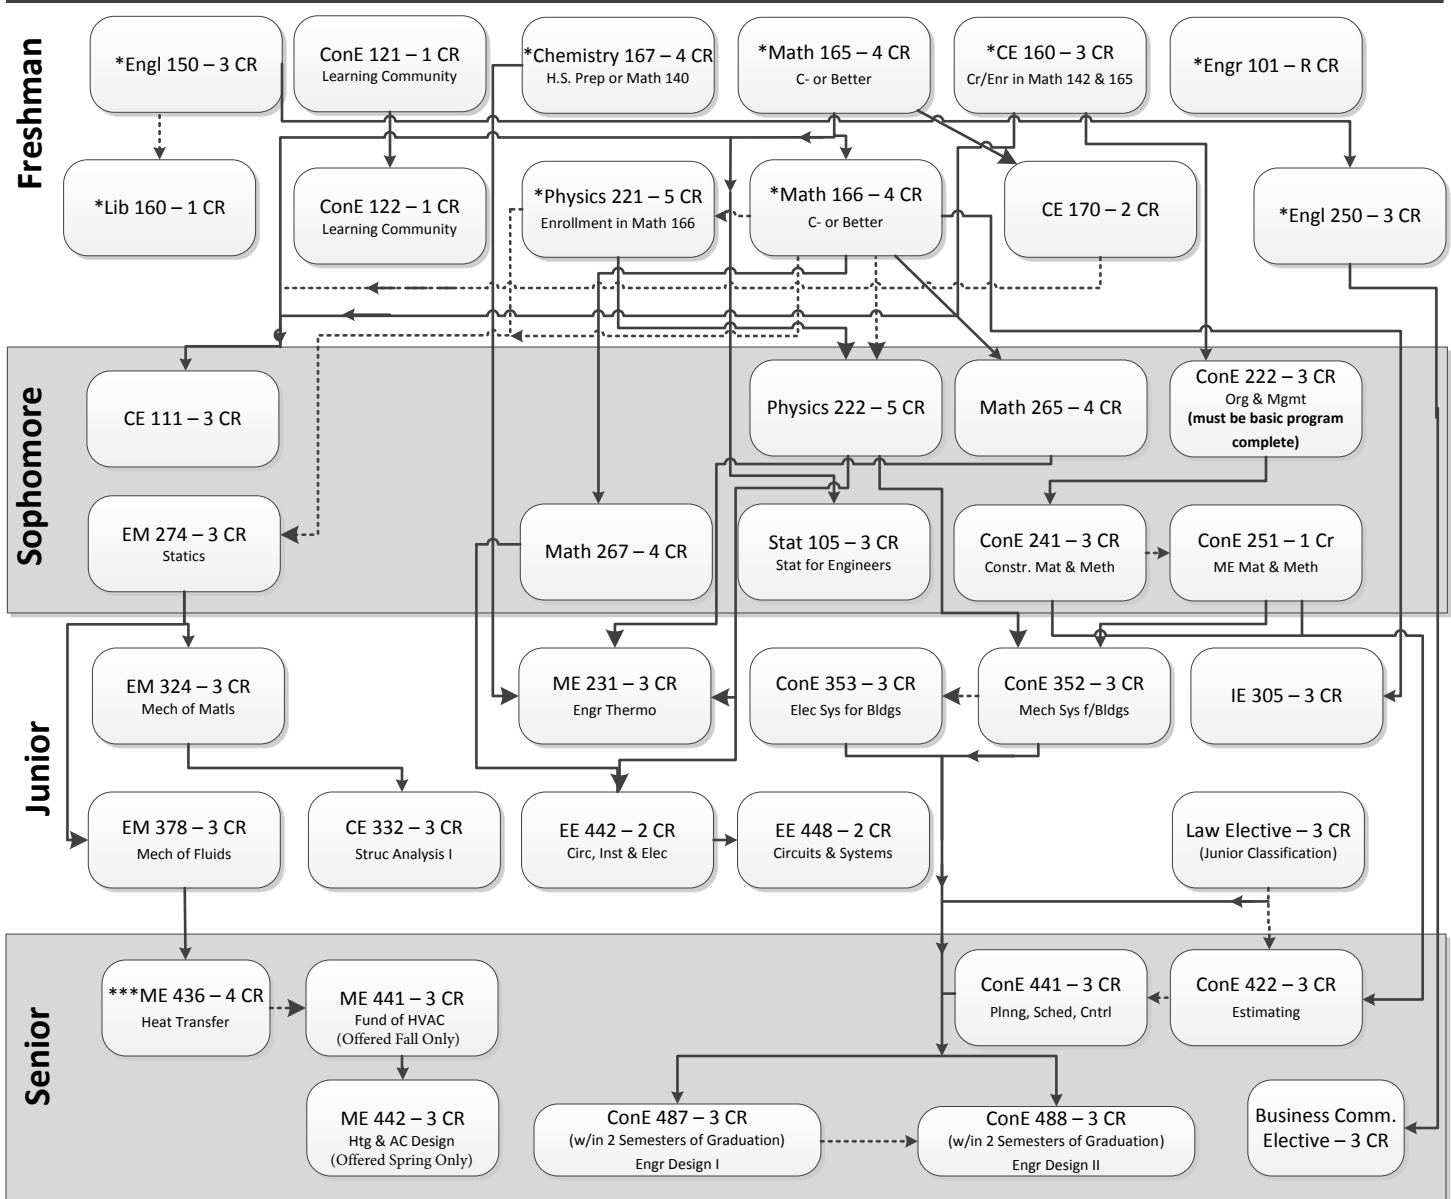 Freshman
*Engl 150 – 3 CR
ConE 121 – 1 CR
Learning Community
*Chemistry 167 – 4 CR
H.S. Prep or Math 140
*Math 165 – 4 CR
C- or Better
*CE 160 – 3 CR
Cr/Enr in Math 142 & 165
*Engr 101 – R CR
*Lib 160 – 1 CR
ConE 122 – 1 CR
Learning Community
*Physics 221 – 5 CR
Enrollment in Math 166
*Math 166 – 4 CR
C- or Better
CE 170 – 2 CR
*Engl 250 – 3 CR
Sophomore
CE 111 – 3 CR
Physics 222 – 5 CR
Math 265 – 4 CR
ConE 222 – 3 CR
Org & Mgmt
(must be basic program
complete)
EM 274 – 3 CR
Statics
Math 267 – 4 CR
Stat 105 – 3 CR
Stat for Engineers
ConE 241 – 3 CR
Constr. Mat & Meth
ConE 251 – 1 Cr
ME Mat & Meth
Junior
EM 324 – 3 CR
Mech of Matls
ME 231 – 3 CR
Engr Thermo
ConE 353 – 3 CR
Elec Sys for Bldgs
ConE 352 – 3 CR
Mech Sys f/Bldgs
IE 305 – 3 CR
EM 378 – 3 CR
Mech of Fluids
CE 332 – 3 CR
Struc Analysis I
EE 442 – 2 CR
Circ, Inst & Elec
EE 448 – 2 CR
Circuits & Systems
Law Elective – 3 CR
(Junior Classification)
Senior
***ME 436 – 4 CR
Heat Transfer
ME 441 – 3 CR
Fund of HVAC
(Offered Fall Only)
ConE 441 – 3 CR
Plnng, Sched, Cntrl
ConE 422 – 3 CR
Estimating
ME 442 – 3 CR
Htg & AC Design
(Offered Spring Only)
ConE 487 – 3 CR
(w/in 2 Semesters of Graduation)
Engr Design I
ConE 488 – 3 CR
(w/in 2 Semesters of Graduation)
Engr Design II
Business Comm.
Elective – 3 CR